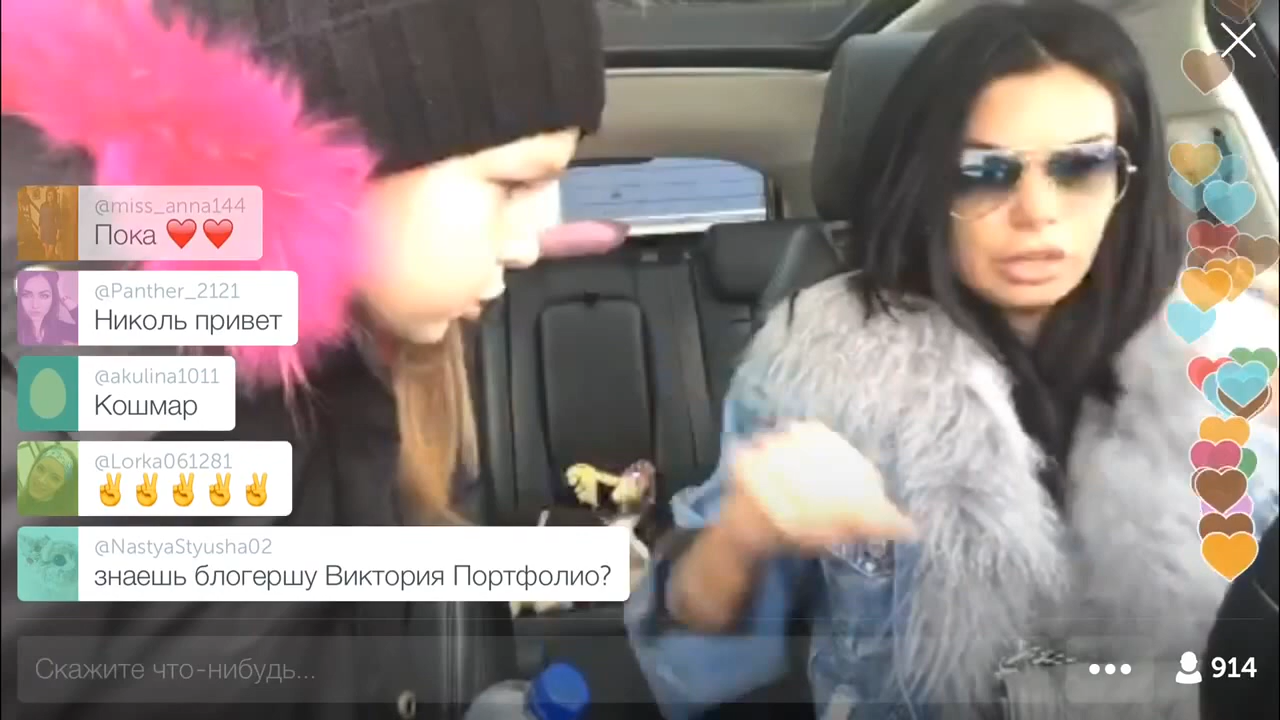 @miss_anna144
Пока ❤️❤️
@Panther_2121
Николь привет
@akulina1011
Кошмар
@Lorka061281
✌✌✌✌✌
@NastyaStyusha02
знаешь блогершу Виктория Портфолио?
Скажите что-нибудь...
914